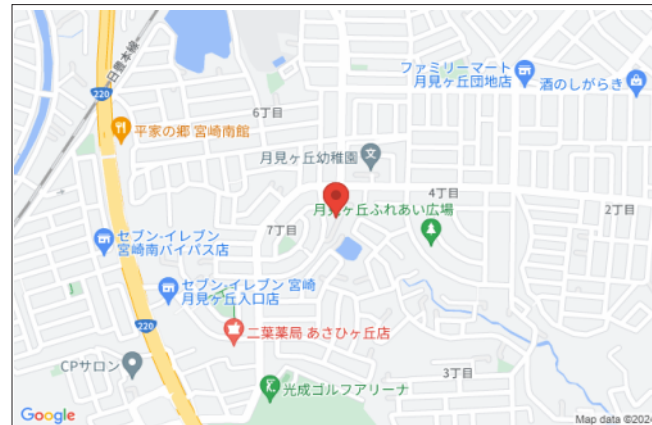 日豊本線
220
ファミリーマート
月見ヶ丘団地店
酒のしがらき
6丁目
平家の郷 宮崎南館
月見ヶ丘幼稚園
文
4丁目
2丁目
月見ヶ丘ふれあい広場
7丁目
セブン-イレブン
宮崎南バイパス店
セブン-イレブン 宮崎
月見ヶ丘入口店
220
二葉薬局 あさひヶ丘店
CPサロン
3丁目
光成ゴルフアリーナ
Google
Map data ©2024